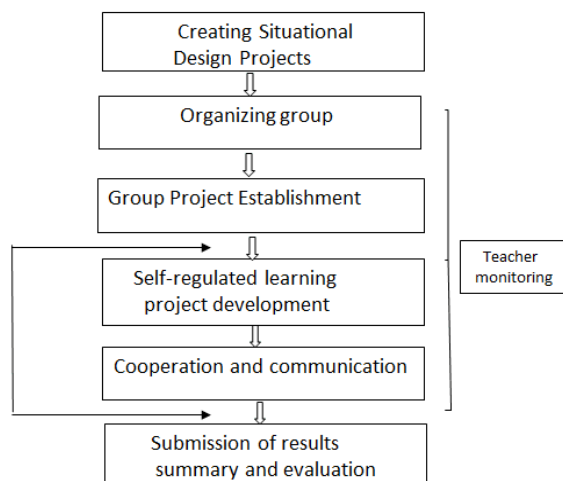 Creating Situational
Design Projects
Organizing group
Group Project Establishment
Self-regulated learning
project development
Cooperation and communication
Submission of results
summary and evaluation
Teacher
monitoring